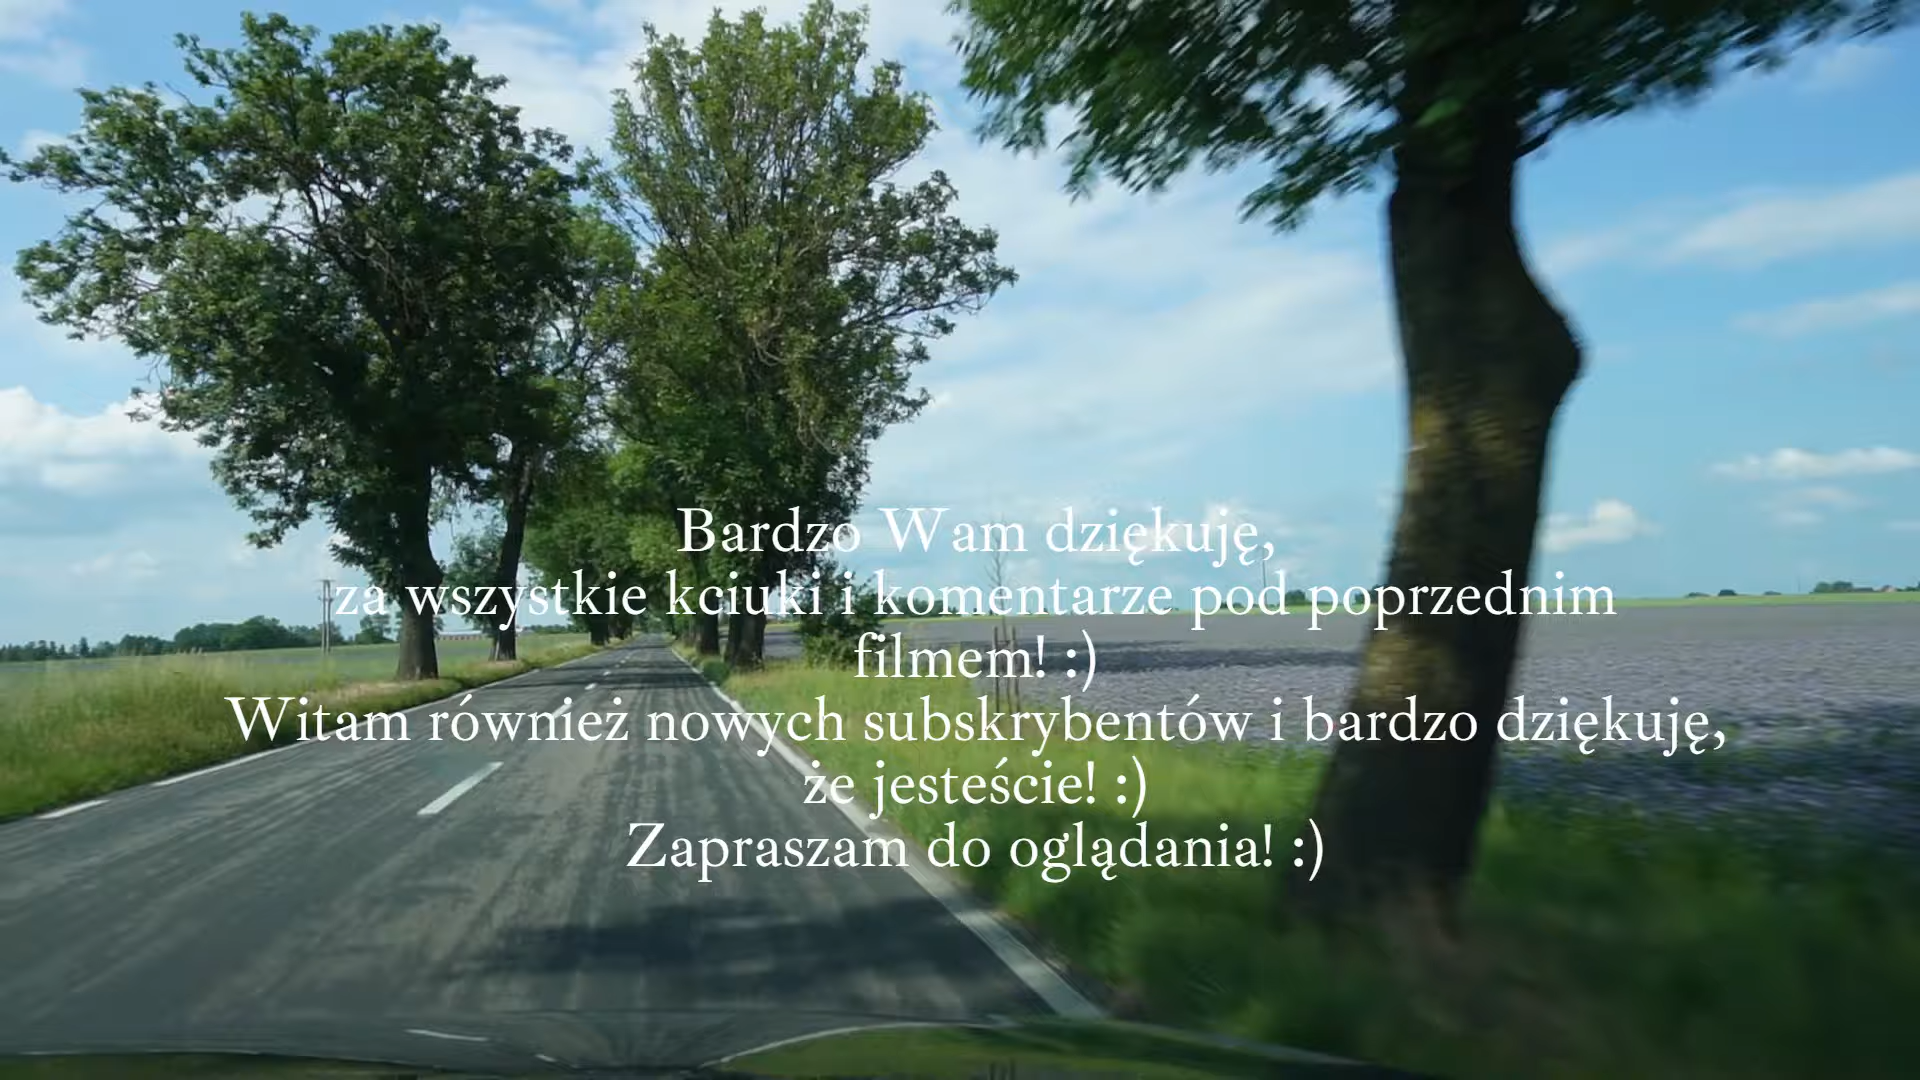 Bardzo Wam dziękuję,
za wszystkie kciuki i komentarze pod poprzednim
filmem! :)
Witam również nowych subskrybentów i bardzo dziękuję,
że jesteście! :)
Zapraszam do oglądania! :)